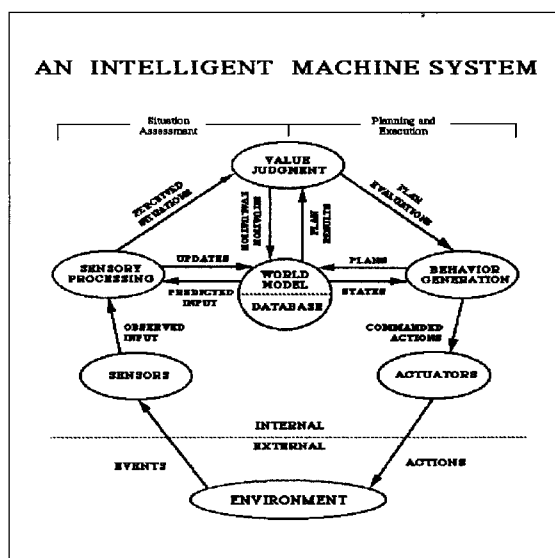 AN INTELLIGENT MACHINE SYSTEM
Situation
Assessment
Planning and
Execution
VALUE
JUDGMENT
PERCEIVED
SITUATIONS
SITUATION
EVALUATION
PLAN
RESULTS
PLAN
EVALUATIONS
SENSORY
PROCESSING
UPDATES
PREDICTED
INPUT
WORLD
MODEL
DATABASE
PLANS
STATES
BEHAVIOR
GENERATION
OBSERVED
INPUT
COMMANDED
ACTIONS
SENSORS
ACTUATORS
INTERNAL
EXTERNAL
EVENTS
ACTIONS
ENVIRONMENT